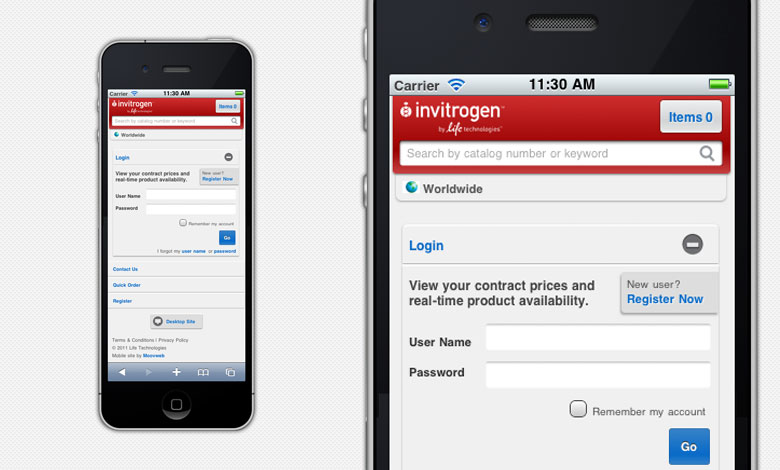 Carrier 11:30 AM
invitrogen™
by life technologies™
Items 0
Search by catalog number or keyword
Worldwide
Login
View your contract prices and
real-time product availability.
New user?
Register Now
User Name
Password
Remember my account
Go
I forgot my user name or password
Contact Us
Quick Order
Register
Desktop Site
Terms & Conditions | Privacy Policy
© 2011 Life Technologies
Mobile site by Moovweb
Carrier 11:30 AM
invitrogen™
by life technologies™
Items 0
Search by catalog number or keyword
Worldwide
Login
View your contract prices and
real-time product availability.
New user?
Register Now
User Name
Password
Remember my account
Go